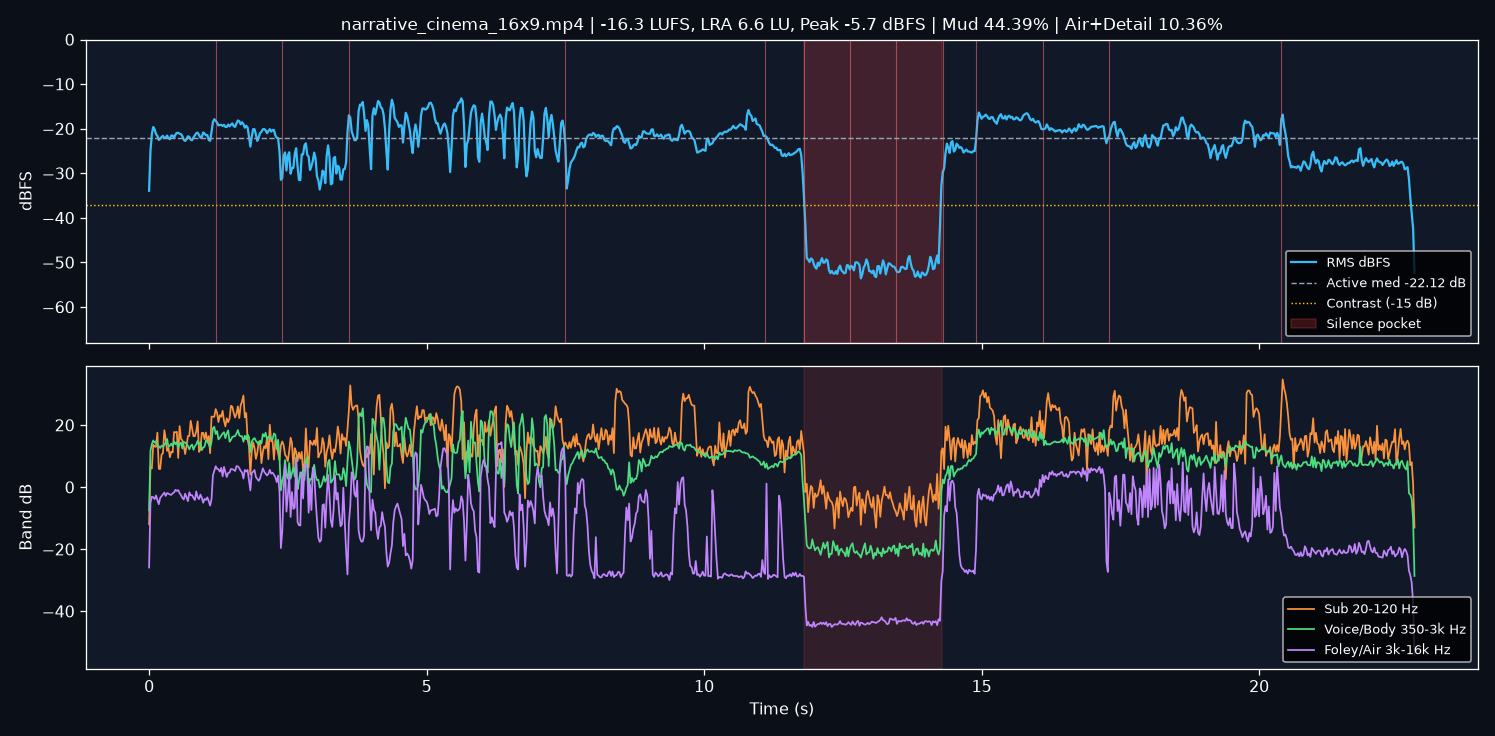 narrative_cinema_16x9.mp4 | -16.3 LUFS, LRA 6.6 LU, Peak -5.7 dBFS | Mud 44.39% | Air+Detail 10.36%
0
−10
−20
−30
−40
−50
−60
dBFS
RMS dBFS
Active med -22.12 dB
Contrast (-15 dB)
Silence pocket
20
0
−20
−40
Band dB
Sub 20-120 Hz
Voice/Body 350-3k Hz
Foley/Air 3k-16k Hz
0
5
10
15
20
Time (s)